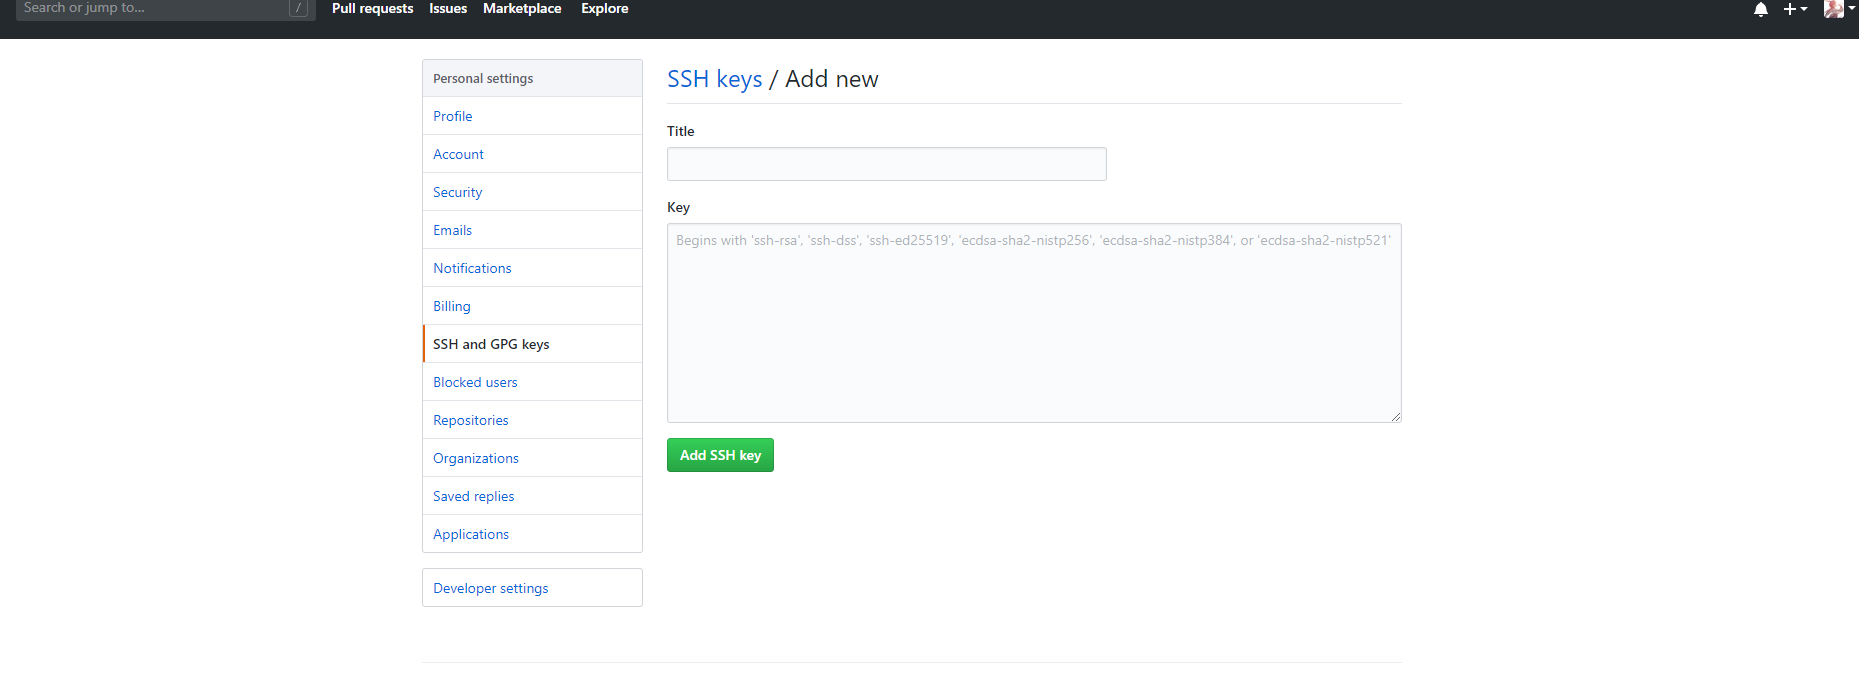 Search or jump to...
/
Pull requests
Issues
Marketplace
Explore
Personal settings
Profile
Account
Security
Emails
Notifications
Billing
SSH and GPG keys
Blocked users
Repositories
Organizations
Saved replies
Applications
Developer settings
SSH keys / Add new
Title
Key
Begins with 'ssh-rsa', 'ssh-dss', 'ssh-ed25519', 'ecdsa-sha2-nistp256', 'ecdsa-sha2-nistp384', or 'ecdsa-sha2-nistp521'
Add SSH key